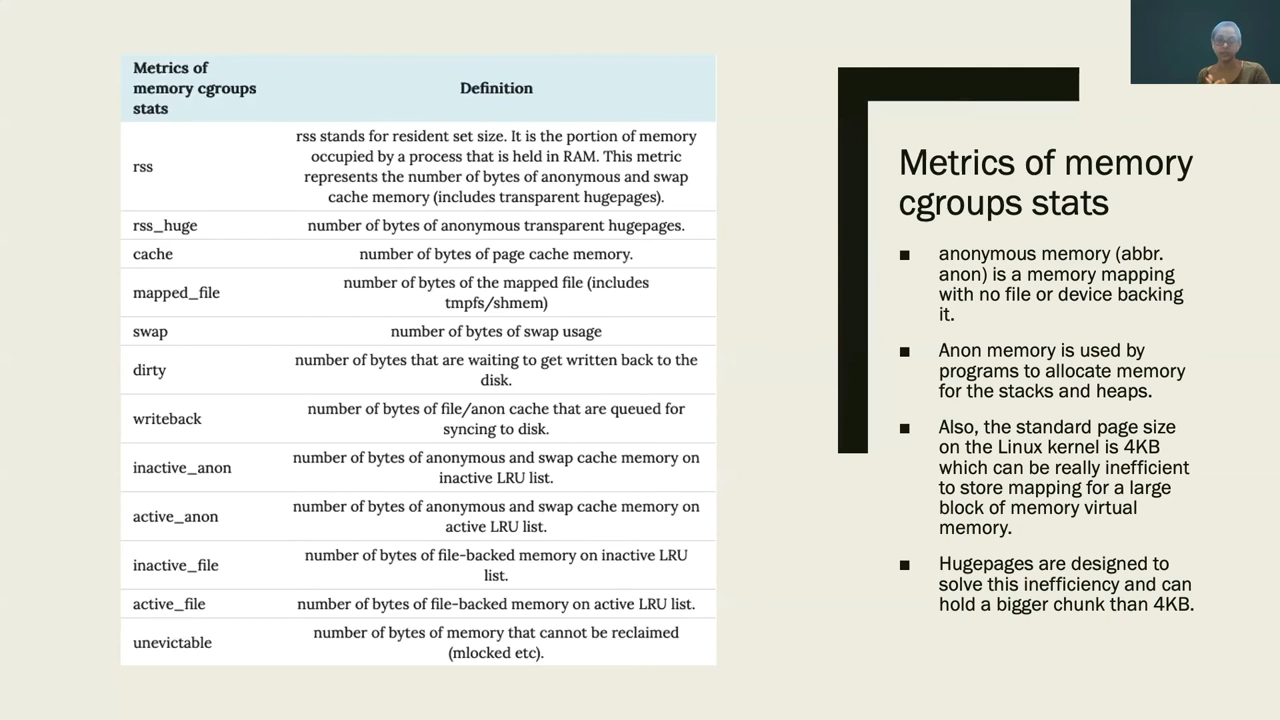 Metrics of
memory cgroups
stats
Definition
rss
rss stands for resident set size. It is the portion of memory
occupied by a process that is held in RAM. This metric
represents the number of bytes of anonymous and swap
cache memory (includes transparent hugepages).
rss_huge
number of bytes of anonymous transparent hugepages.
cache
number of bytes of page cache memory.
mapped_file
number of bytes of the mapped file (includes
tmpfs/shmem)
swap
number of bytes of swap usage
dirty
number of bytes that are waiting to get written back to the
disk.
writeback
number of bytes of file/anon cache that are queued for
syncing to disk.
inactive_anon
number of bytes of anonymous and swap cache memory on
inactive LRU list.
active_anon
number of bytes of anonymous and swap cache memory on
active LRU list.
inactive_file
number of bytes of file-backed memory on inactive LRU
list.
active_file
number of bytes of file-backed memory on active LRU list.
unevictable
number of bytes of memory that cannot be reclaimed
(mlocked etc).
Metrics of memory
cgroups stats
■ anonymous memory (abbr.
anon) is a memory mapping
with no file or device backing
it.
■ Anon memory is used by
programs to allocate memory
for the stacks and heaps.
■ Also, the standard page size
on the Linux kernel is 4KB
which can be really inefficient
to store mapping for a large
block of memory virtual
memory.
■ Hugepages are designed to
solve this inefficiency and can
hold a bigger chunk than 4KB.